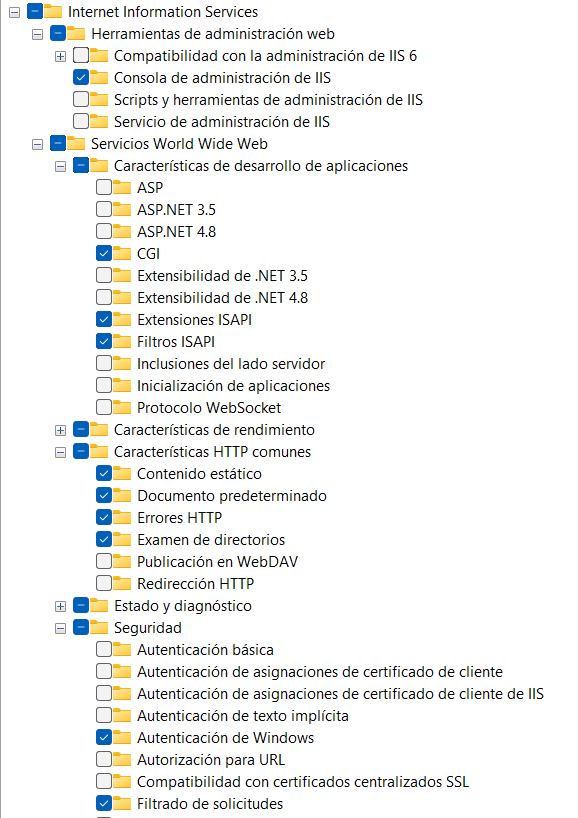 Internet Information Services
Herramientas de administración web
Compatibilidad con la administración de IIS 6
Consola de administración de IIS
Scripts y herramientas de administración de IIS
Servicio de administración de IIS
Servicios World Wide Web
Características de desarrollo de aplicaciones
ASP
ASP.NET 3.5
ASP.NET 4.8
CGI
Extensibilidad de .NET 3.5
Extensibilidad de .NET 4.8
Extensiones ISAPI
Filtros ISAPI
Inclusiones del lado servidor
Inicialización de aplicaciones
Protocolo WebSocket
Características de rendimiento
Características HTTP comunes
Contenido estático
Documento predeterminado
Errores HTTP
Examen de directorios
Publicación en WebDAV
Redirección HTTP
Estado y diagnóstico
Seguridad
Autenticación básica
Autenticación de asignaciones de certificado de cliente
Autenticación de asignaciones de certificado de cliente de IIS
Autenticación de texto implícita
Autenticación de Windows
Autorización para URL
Compatibilidad con certificados centralizados SSL
Filtrado de solicitudes